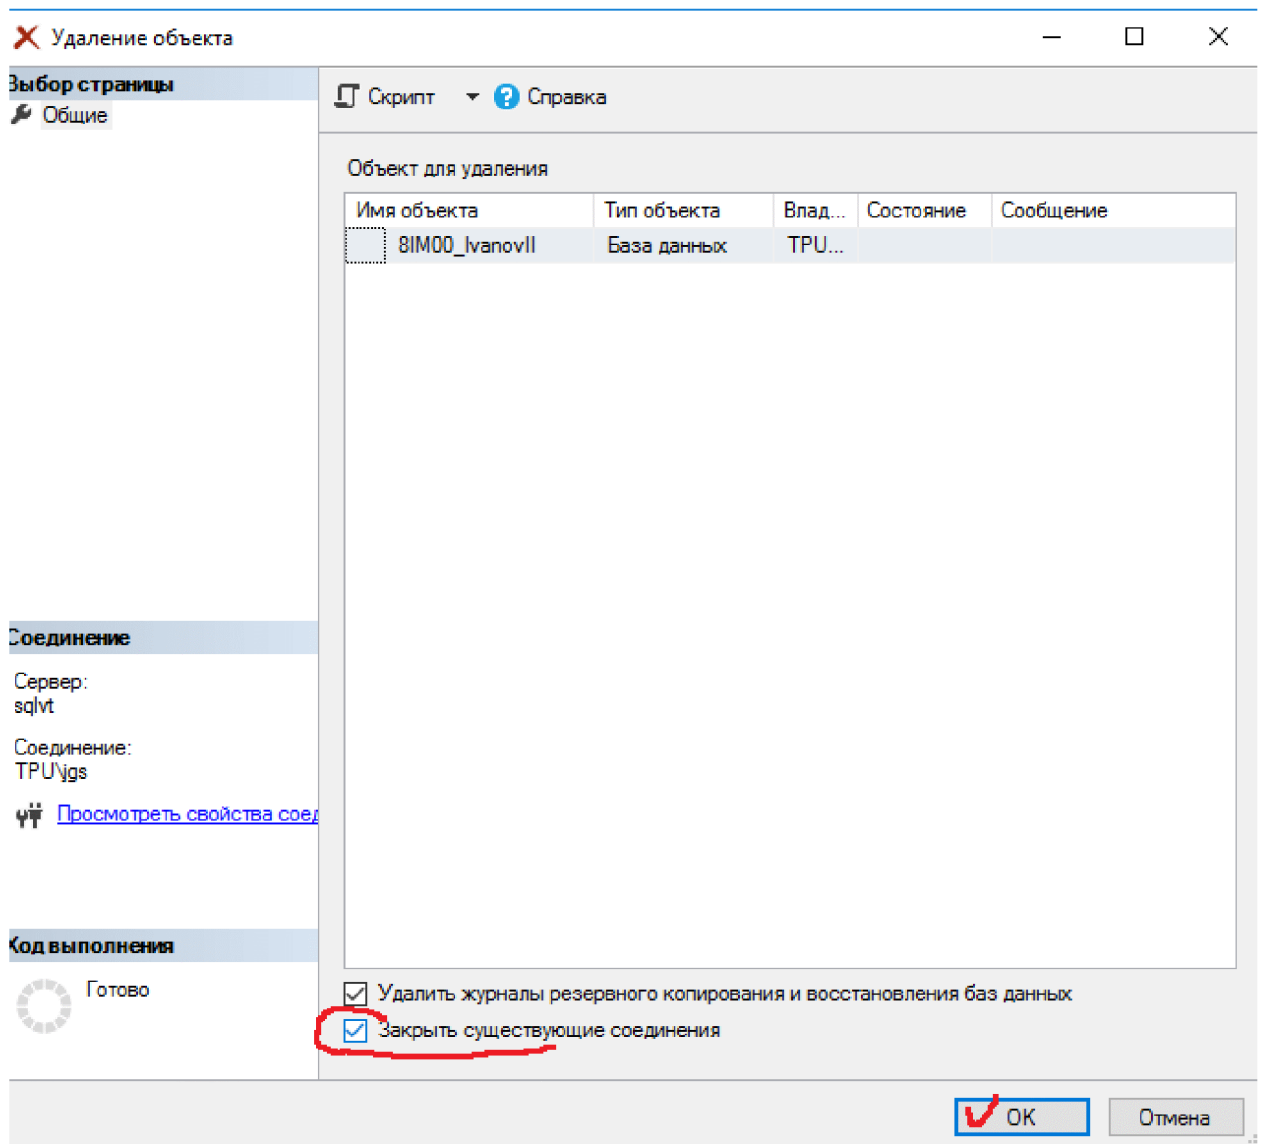 Удаление объекта
Выбор страницы
Общие
Скрипт
Справка
Объект для удаления
Имя объекта Тип объекта Влад... Состояние Сообщение
8IM00_IvanovII База данных TPU...
Соединение
Сервер:
sqlvt
Соединение:
TPU\jgs
Просмотреть свойства соед
Ход выполнения
Готово
Удалить журналы резервного копирования и восстановления баз данных
Закрыть существующие соединения
OK Отмена